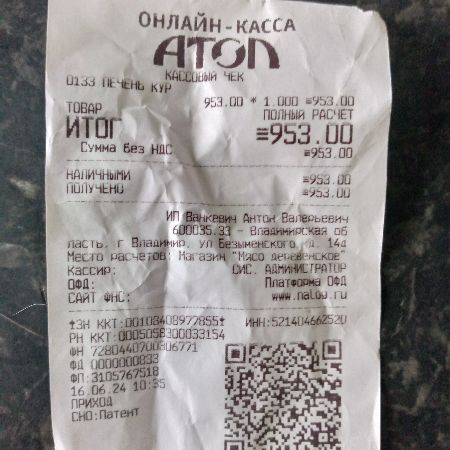 ОНЛАЙН-КАССА
АТОЛ
КАССОВЫЙ ЧЕК
0133 ПЕЧЕНЬ КУР
953.00 * 1.000 ≡953.00
ТОВАР ПОЛНЫЙ РАСЧЕТ
ИТОГ ≡953.00
Сумма без НДС ≡953.00
НАЛИЧНЫМИ ≡953.00
ПОЛУЧЕНО ≡953.00
ИП Ванкевич Антон Валерьевич
600035.33 - Владимирская об
ласть, г Владимир, ул Безыменского, д. 14д
Место расчетов: Магазин "Мясо деревенское"
Кассир: СИС. АДМИНИСТРАТОР
ОФД: Платформа ОФД
САЙТ ФНС: www.nalog.ru
ЗН ККТ:00108408977855 ИНН:521404662520
РН ККТ:0005058300033154
ФН 7280440700306771
ФД 0000000833
ФП:3105767518
16.06.24 10:35
ПРИХОД
СНО:Патент